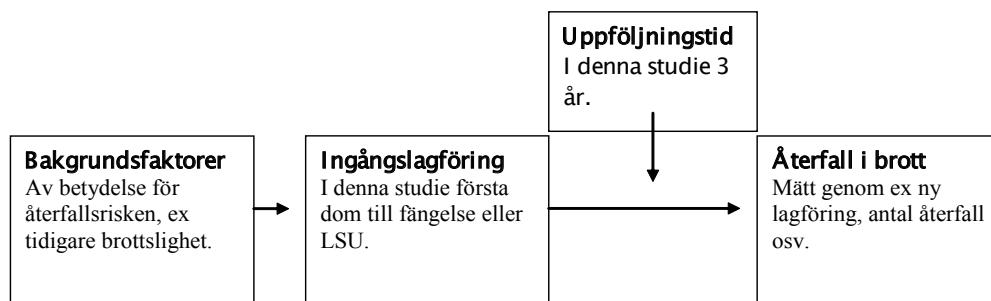 Uppföljningstid
I denna studie 3
år.
Bakgrundsfaktorer
Av betydelse för
återfallsrisken, ex
tidigare brottslighet.
Ingångslagföring
I denna studie första
dom till fängelse eller
LSU.
Återfall i brott
Mätt genom ex ny
lagföring, antal återfall
osv.